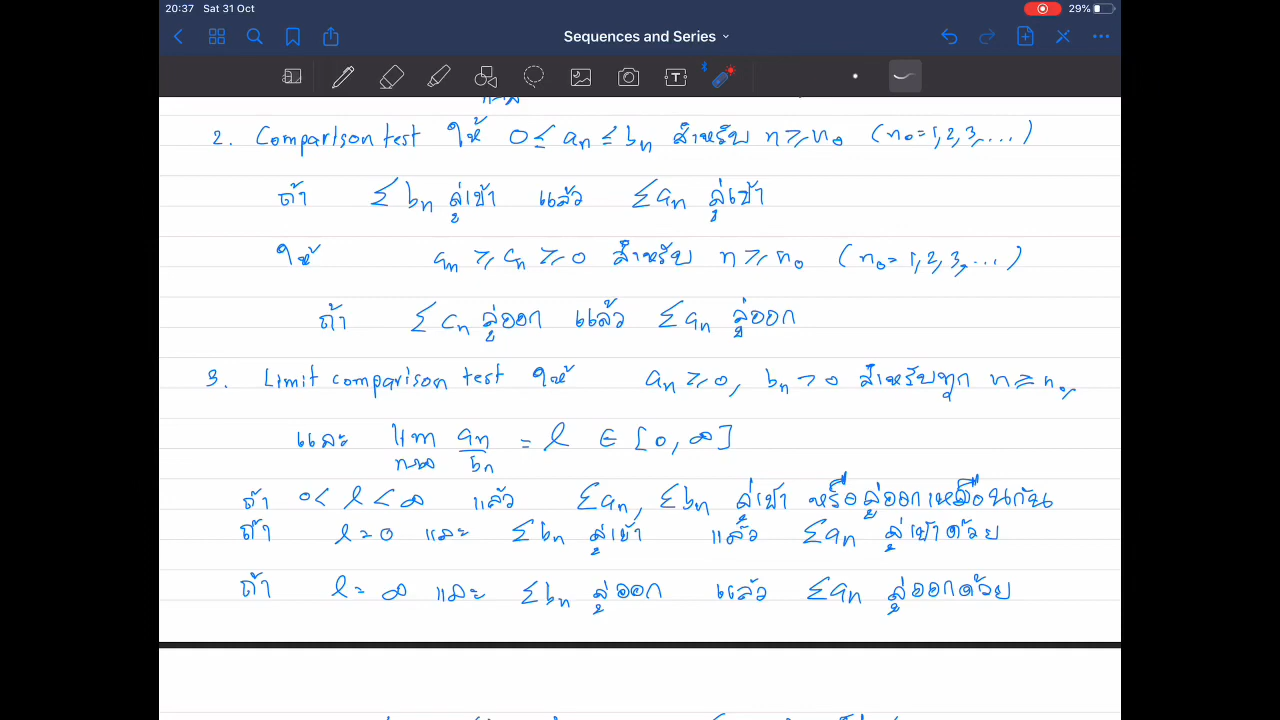 20:37 Sat 31 Oct 29%
Sequences and Series
2. Comparison test ให้ 0 ≤ aₙ ≤ bₙ สำหรับ n ≥ n₀ (n₀ = 1, 2, 3, ...)
ถ้า Σ bₙ ลู่เข้า แล้ว Σ aₙ ลู่เข้า
ให้ aₙ ≥ cₙ ≥ 0 สำหรับ n ≥ n₀ (n₀ = 1, 2, 3, ...)
ถ้า Σ cₙ ลู่ออก แล้ว Σ aₙ ลู่ออก
3. Limit comparison test ให้ aₙ ≥ 0, bₙ > 0 สำหรับทุก n ≥ n₀,
และ lim n→∞ aₙ/bₙ = l ∈ [0, ∞]
ถ้า 0 < l < ∞ แล้ว Σ aₙ, Σ bₙ ลู่เข้า หรือลู่ออกเหมือนกัน
ถ้า l = 0 และ Σ bₙ ลู่เข้า แล้ว Σ aₙ ลู่เข้าด้วย
ถ้า l = ∞ และ Σ bₙ ลู่ออก แล้ว Σ aₙ ลู่ออกด้วย